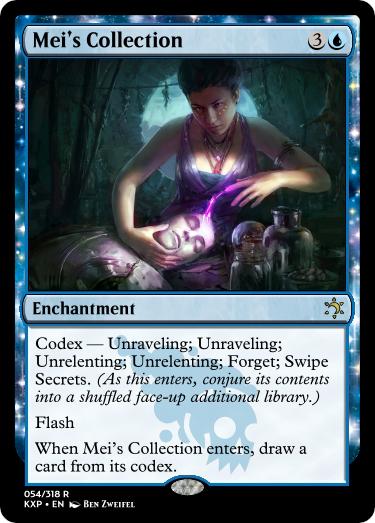 Mei's Collection 3
Enchantment
Codex — Unraveling; Unraveling;
Unrelenting; Unrelenting; Forget; Swipe
Secrets. (As this enters, conjure its contents
into a shuffled face-up additional library.)
Flash
When Mei's Collection enters, draw a
card from its codex.
054/318 R
KXP • EN BEN ZWEIFEL